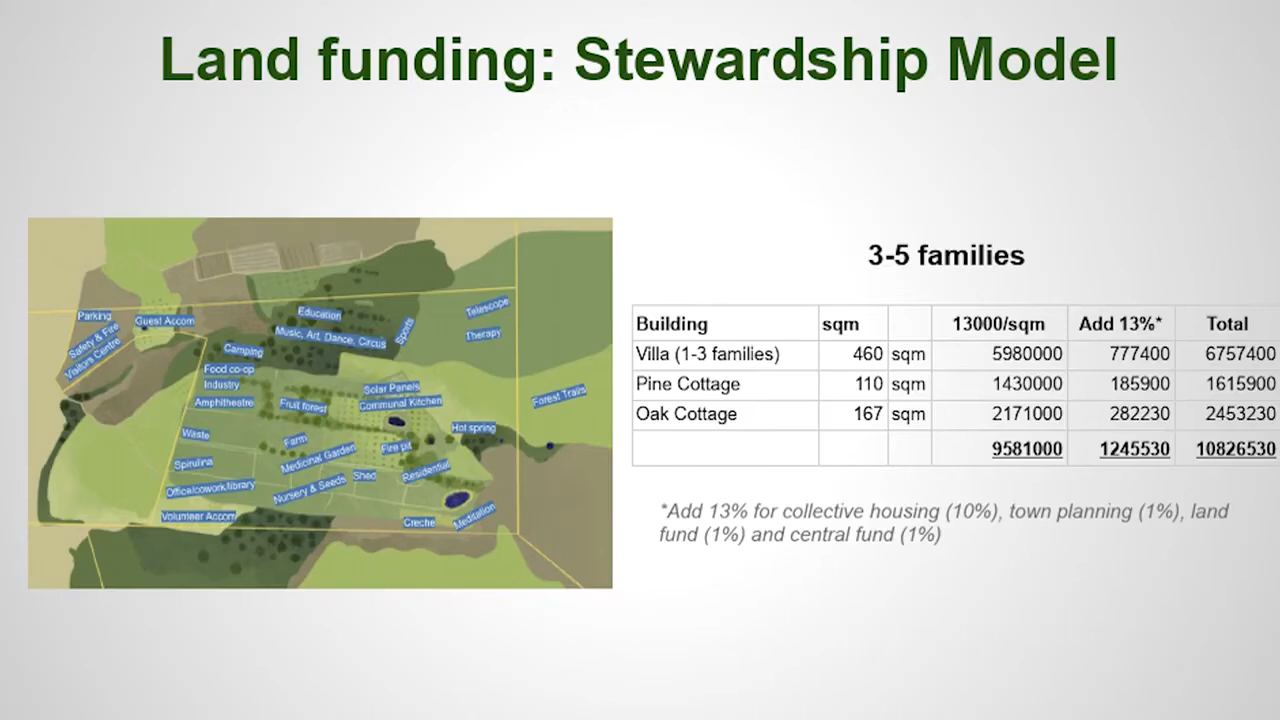 Land funding: Stewardship Model
Parking
Guest Accom
Safety & Fire
Visitors Centre
Education
Music, Art, Dance, Circus
Sports
Telescope
Therapy
Camping
Food co-op
Industry
Amphitheatre
Fruit forest
Solar Panels
Communal Kitchen
Forest Trails
Waste
Farm
Fire pit
Hot spring
Spirulina
Medicinal Garden
Shed
Residential
Office/cowork/library
Nursery & Seeds
Volunteer Accom
Creche
Meditation
3-5 families
Building sqm 13000/sqm Add 13%* Total
Villa (1-3 families) 460 sqm 5980000 777400 6757400
Pine Cottage 110 sqm 1430000 185900 1615900
Oak Cottage 167 sqm 2171000 282230 2453230
9581000 1245530 10826530
*Add 13% for collective housing (10%), town planning (1%), land
fund (1%) and central fund (1%)